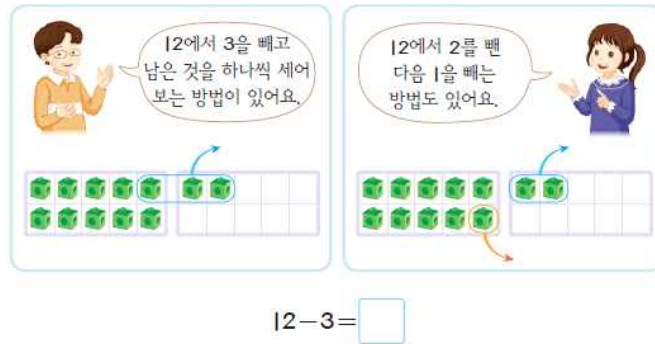 12에서 3을 빼고
남은 것을 하나씩 세어
보는 방법이 있어요.
12에서 2를 뺀
다음 1을 빼는
방법도 있어요.
12-3=